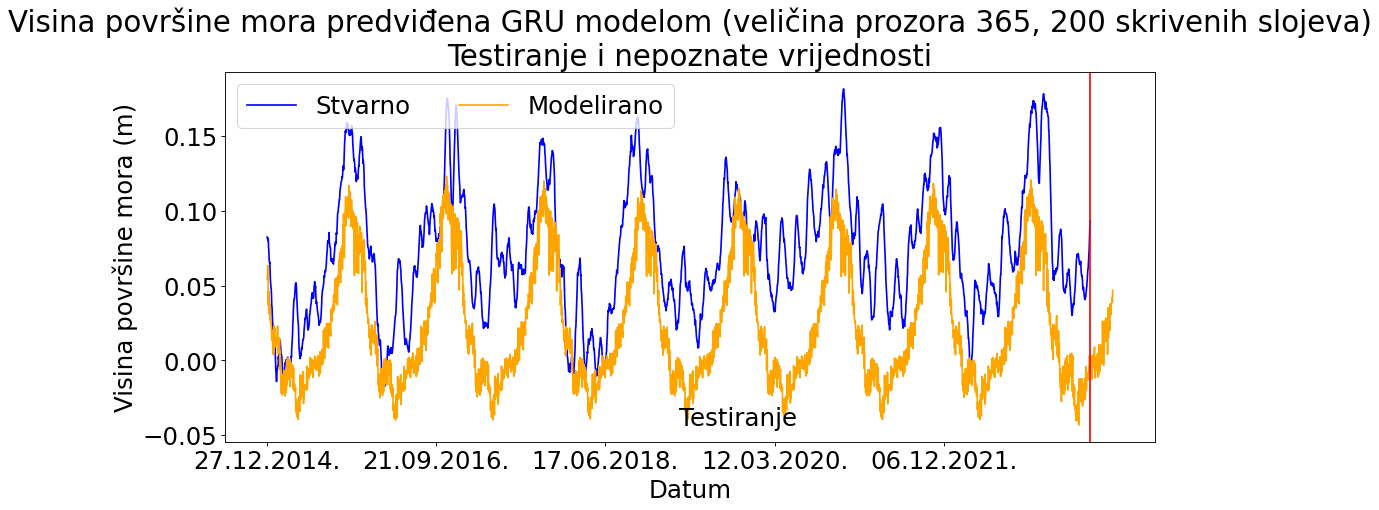 Visina površine mora predviđena GRU modelom (veličina prozora 365, 200 skrivenih slojeva)
Testiranje i nepoznate vrijednosti
Stvarno
Modelirano
Visina površine mora (m)
0.15
0.10
0.05
0.00
−0.05
Testiranje
27.12.2014.
21.09.2016.
17.06.2018.
12.03.2020.
06.12.2021.
Datum